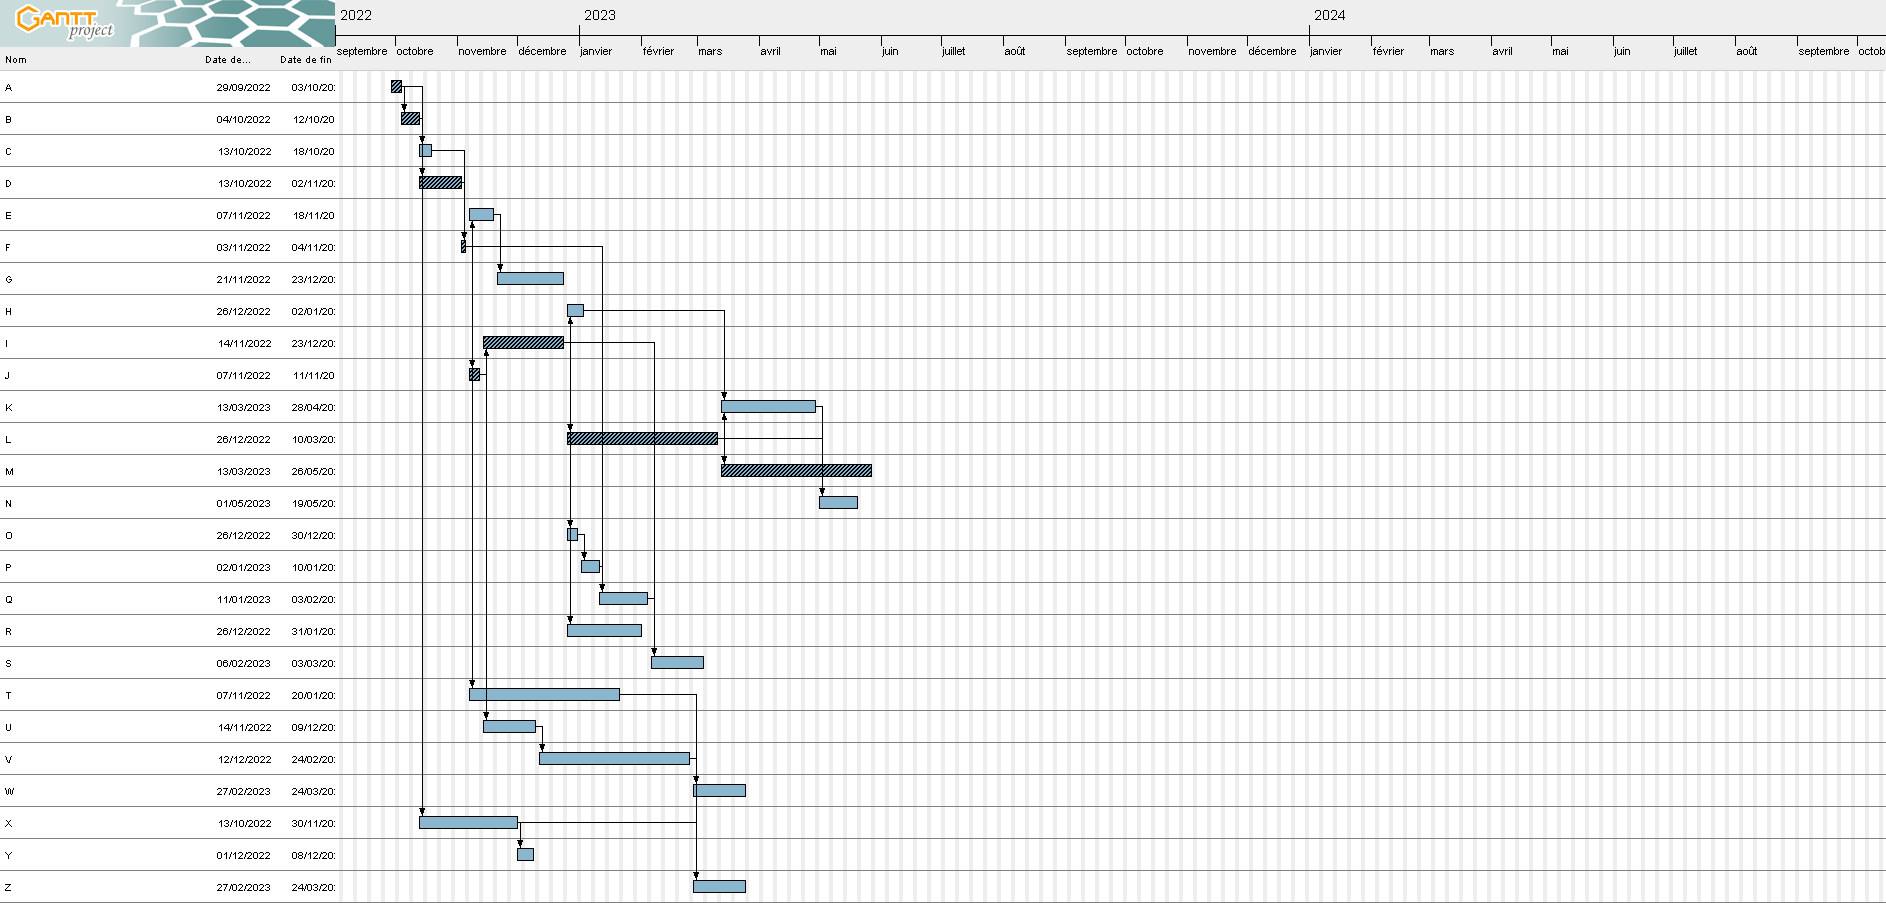 GANTT
project
2022 2023 2024
septembre octobre novembre décembre janvier février mars avril mai juin juillet août septembre octobre novembre décembre janvier février mars avril mai juin juillet août septembre octob
Nom Date de... Date de fin
A 29/09/2022 03/10/20
B 04/10/2022 12/10/20
C 13/10/2022 18/10/20
D 13/10/2022 02/11/20
E 07/11/2022 18/11/20
F 03/11/2022 04/11/20
G 21/11/2022 23/12/20
H 26/12/2022 02/01/20
I 14/11/2022 23/12/20
J 07/11/2022 11/11/20
K 13/03/2023 28/04/20
L 26/12/2022 10/03/20
M 13/03/2023 26/05/20
N 01/05/2023 19/05/20
O 26/12/2022 30/12/20
P 02/01/2023 10/01/20
Q 11/01/2023 03/02/20
R 26/12/2022 31/01/20
S 06/02/2023 03/03/20
T 07/11/2022 20/01/20
U 14/11/2022 09/12/20
V 12/12/2022 24/02/20
W 27/02/2023 24/03/20
X 13/10/2022 30/11/20
Y 01/12/2022 08/12/20
Z 27/02/2023 24/03/20